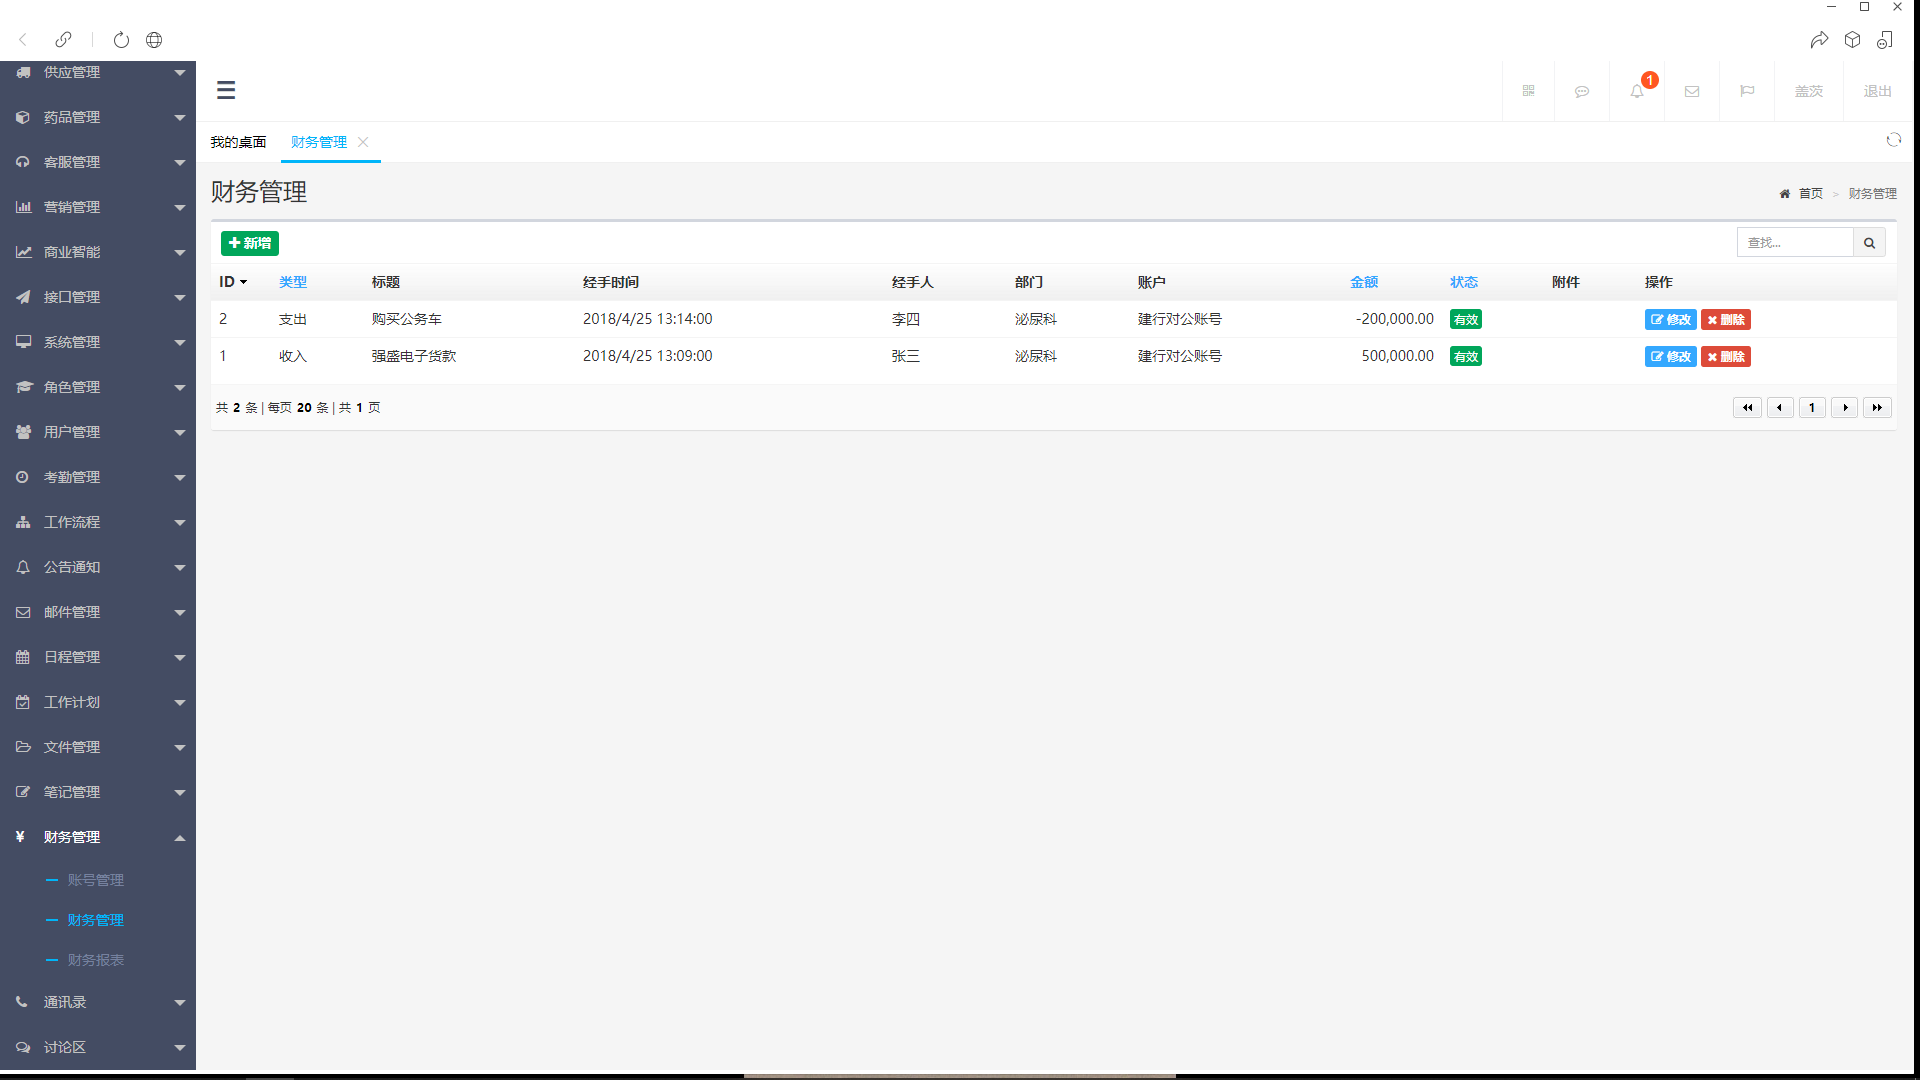 供应管理
药品管理
客服管理
营销管理
商业智能
接口管理
系统管理
角色管理
用户管理
考勤管理
工作流程
公告通知
邮件管理
日程管理
工作计划
文件管理
笔记管理
¥ 财务管理
账号管理
财务管理
财务报表
通讯录
讨论区
1
盖茨 退出
我的桌面 财务管理
财务管理
首页 > 财务管理
新增
查找...
ID 类型 标题 经手时间 经手人 部门 账户 金额 状态 附件 操作
2 支出 购买公务车 2018/4/25 13:14:00 李四 泌尿科 建行对公账号 -200,000.00 有效 修改 删除
1 收入 强盛电子货款 2018/4/25 13:09:00 张三 泌尿科 建行对公账号 500,000.00 有效 修改 删除
共 2 条 | 每页 20 条 | 共 1 页
1